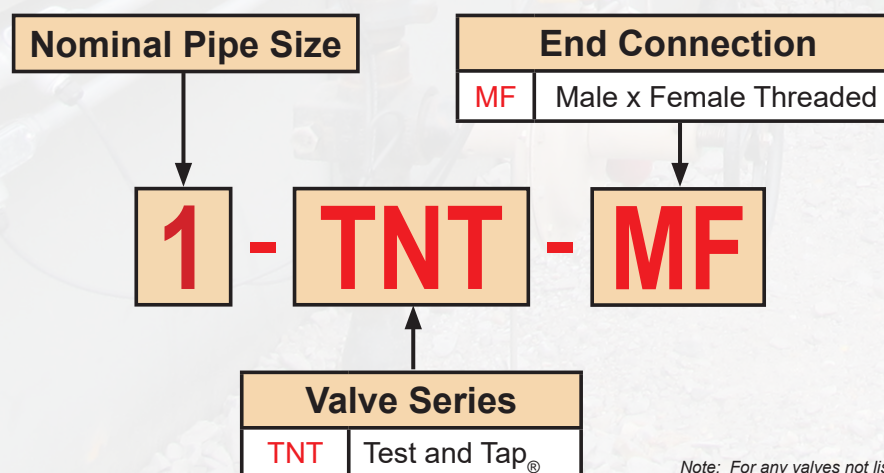 Nominal Pipe Size
End Connection
MF Male x Female Threaded
1 - TNT - MF
Valve Series
TNT Test and Tap®
Note: For any valves not